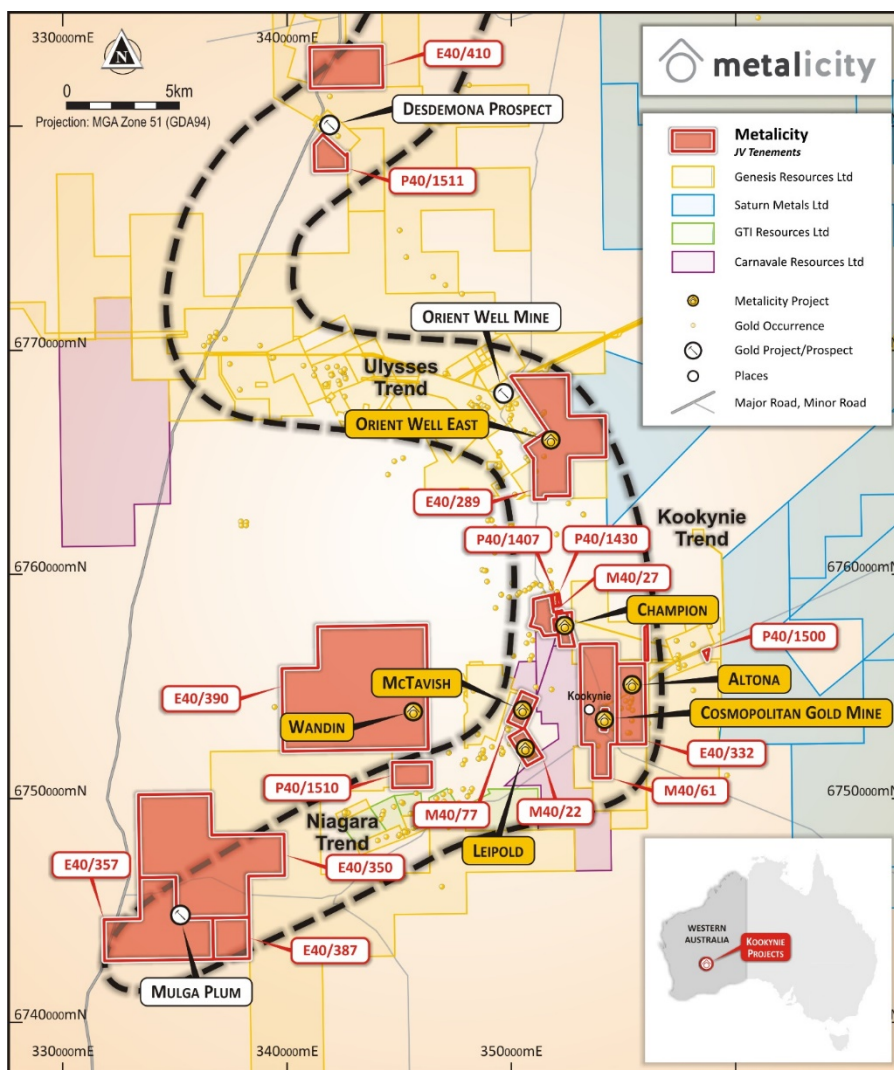 330000mE
340000mE
N
0 5km
Projection: MGA Zone 51 (GDA94)
E40/410
DESDEMONA PROSPECT
P40/1511
metalicity
Metalicity
JV Tenements
Genesis Resources Ltd
Saturn Metals Ltd
GTI Resources Ltd
Carnavale Resources Ltd
Metalicity Project
Gold Occurrence
Gold Project/Prospect
Places
Major Road, Minor Road
ORIENT WELL MINE
6770000mN
Ulysses
Trend
ORIENT WELL EAST
E40/289
Kookynie
Trend
P40/1407
P40/1430
M40/27
6760000mN
6760000mN
CHAMPION
P40/1500
E40/390
MCTAVISH
Kookynie
ALTONA
WANDIN
COSMOPOLITAN GOLD MINE
E40/332
P40/1510
6750000mN
6750000m
M40/77
M40/22
M40/61
Niagara
Trend
LEIPOLD
E40/357
E40/350
E40/387
MULGA PLUM
WESTERN
AUSTRALIA
KOOKYNIE
PROJECTS
6740000mN
330000mE
340000mE
350000mE